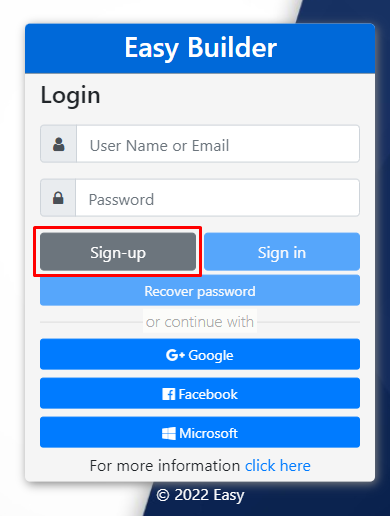 Easy Builder
Login
User Name or Email
Password
Sign-up
Sign in
Recover password
or continue with
G+ Google
Facebook
Microsoft
For more information click here
© 2022 Easy